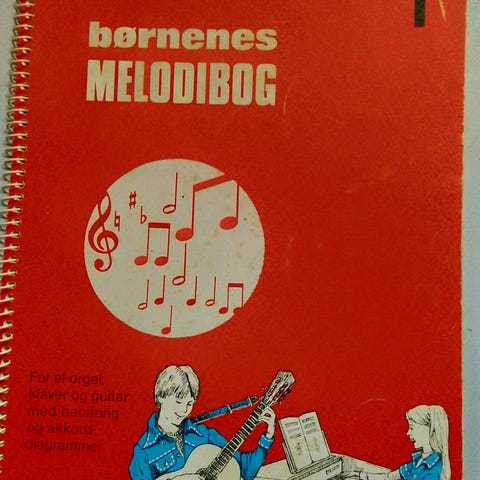 børnenes
MELODIBOG
For el-orgel,
klaver og guitar
med becifring
og akkord-
diagrammer